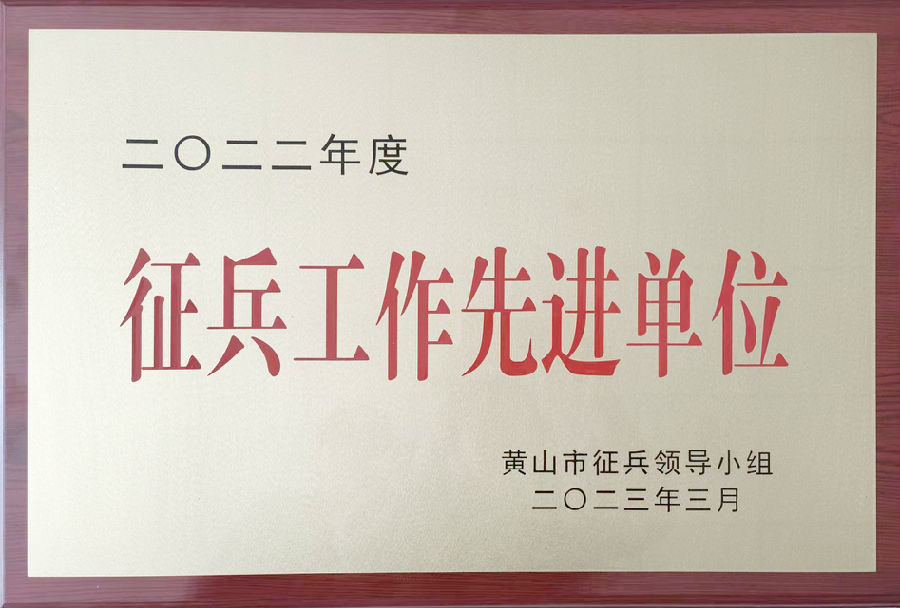 二〇二二年度
征兵工作先进单位
黄山市征兵领导小组
二〇二三年三月